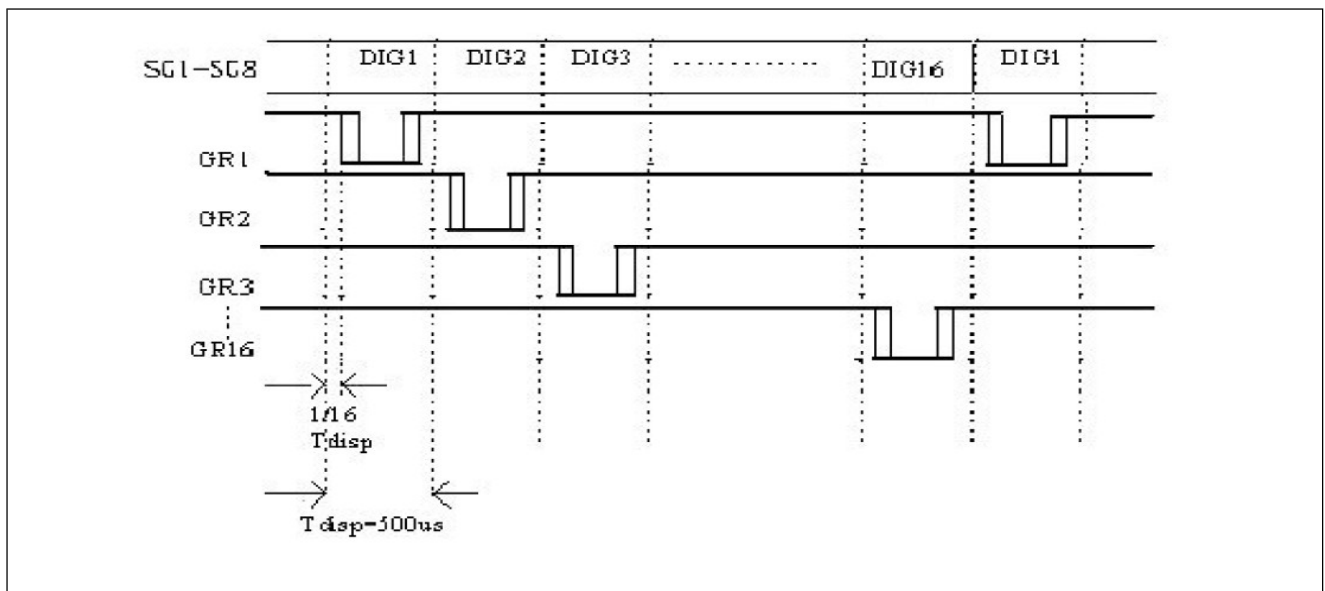 SG1-SG8 DIG1 DIG2 DIG3 ............... DIG16 DIG1
GR1
GR2
GR3
GR16
1/16
Tdisp
Tdisp=500us